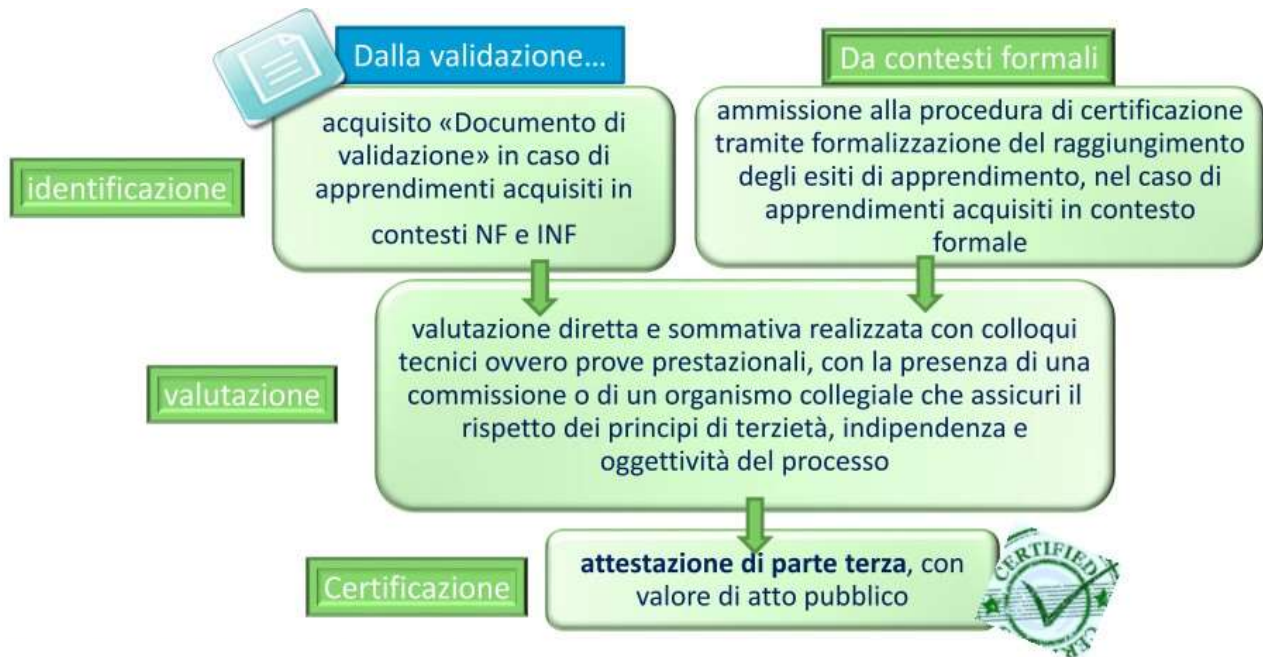 Dalla validazione…
Da contesti formali
identificazione
acquisito «Documento di
validazione» in caso di
apprendimenti acquisiti in
contesti NF e INF
ammissione alla procedura di certificazione
tramite formalizzazione del raggiungimento
degli esiti di apprendimento, nel caso di
apprendimenti acquisiti in contesto
formale
valutazione
valutazione diretta e sommativa realizzata con colloqui
tecnici ovvero prove prestazionali, con la presenza di una
commissione o di un organismo collegiale che assicuri il
rispetto dei principi di terzietà, indipendenza e
oggettività del processo
Certificazione
attestazione di parte terza, con
valore di atto pubblico
CERTIFIED